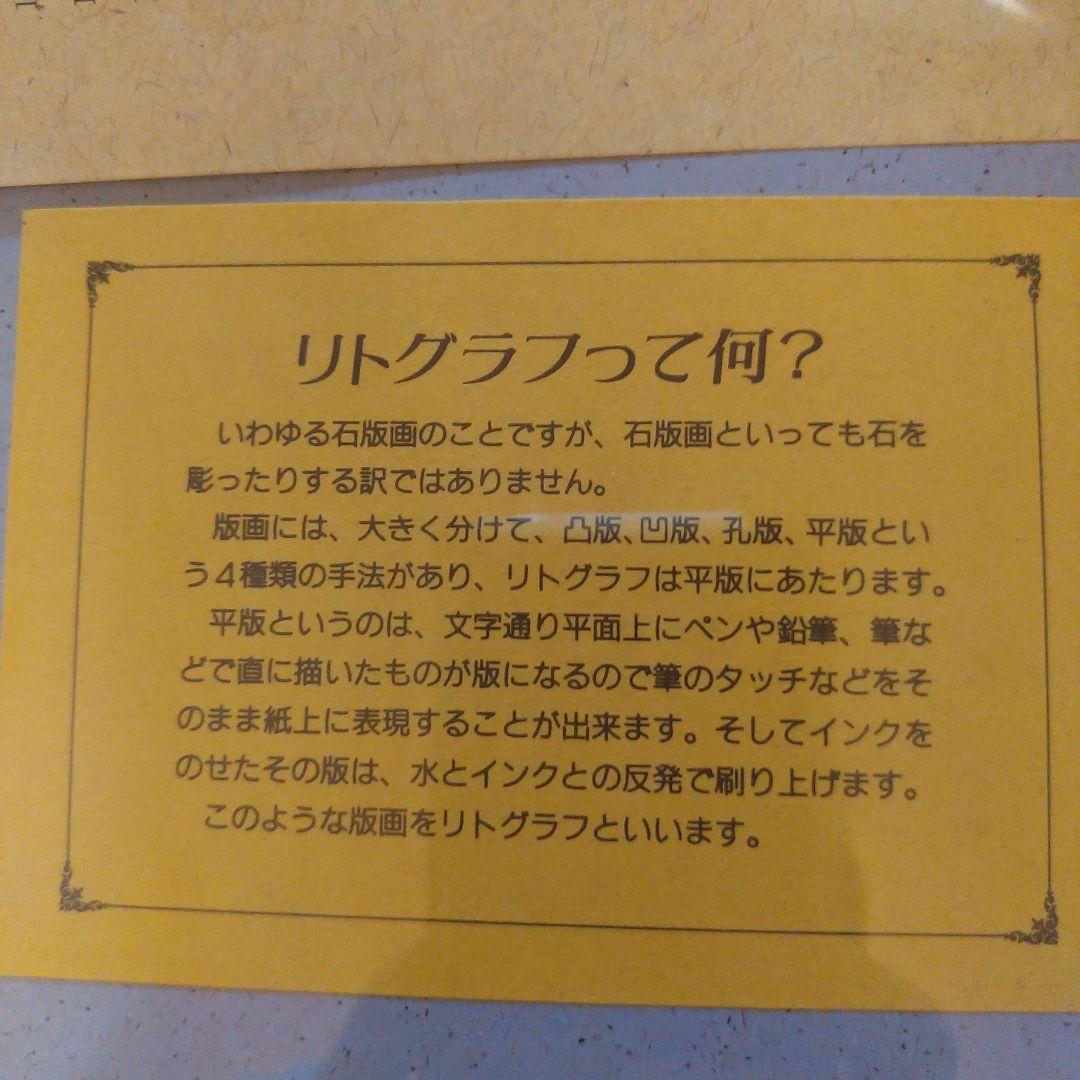 リトグラフって何？
いわゆる石版画のことですが、石版画といっても石を
彫ったりする訳ではありません。
版画には、大きく分けて、凸版、凹版、孔版、平版とい
う４種類の手法があり、リトグラフは平版にあたります。
平版というのは、文字通り平面上にペンや鉛筆、筆な
どで直に描いたものが版になるので筆のタッチなどをそ
のまま紙上に表現することが出来ます。そしてインクを
のせたその版は、水とインクとの反発で刷り上げます。
このような版画をリトグラフといいます。